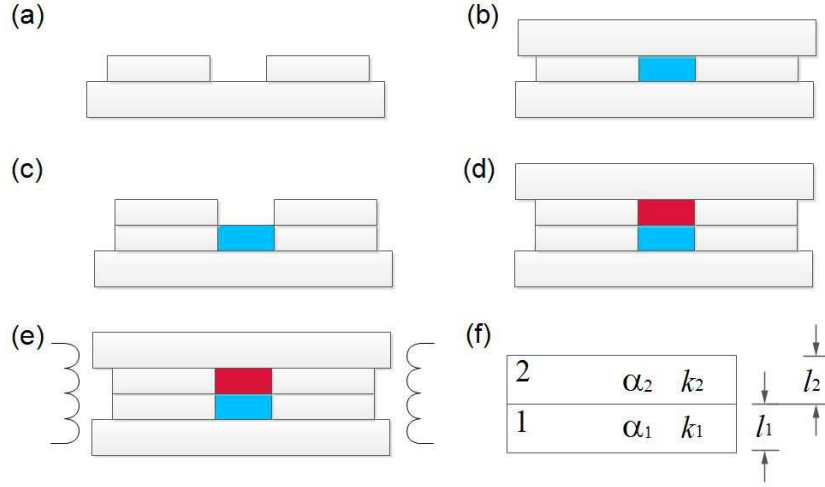 (a)
(b)
(c)
(d)
(e)
(f)
2 α₂ k₂
l₂
1 α₁ k₁
l₁